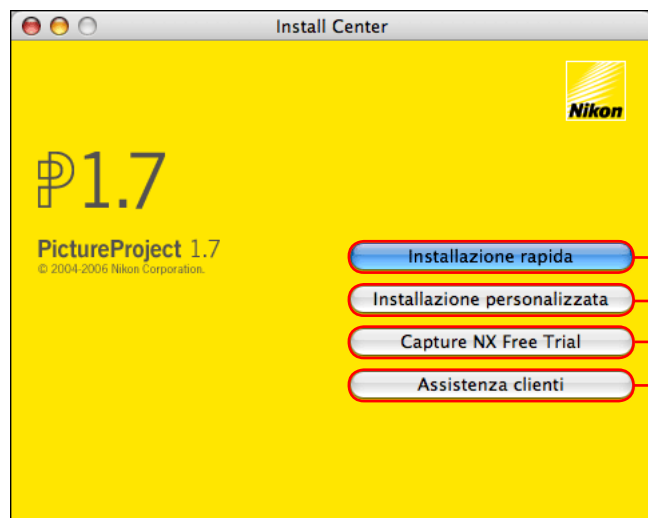 Install Center
Nikon
P1.7
PictureProject 1.7
© 2004-2006 Nikon Corporation.
Installazione rapida
Installazione personalizzata
Capture NX Free Trial
Assistenza clienti